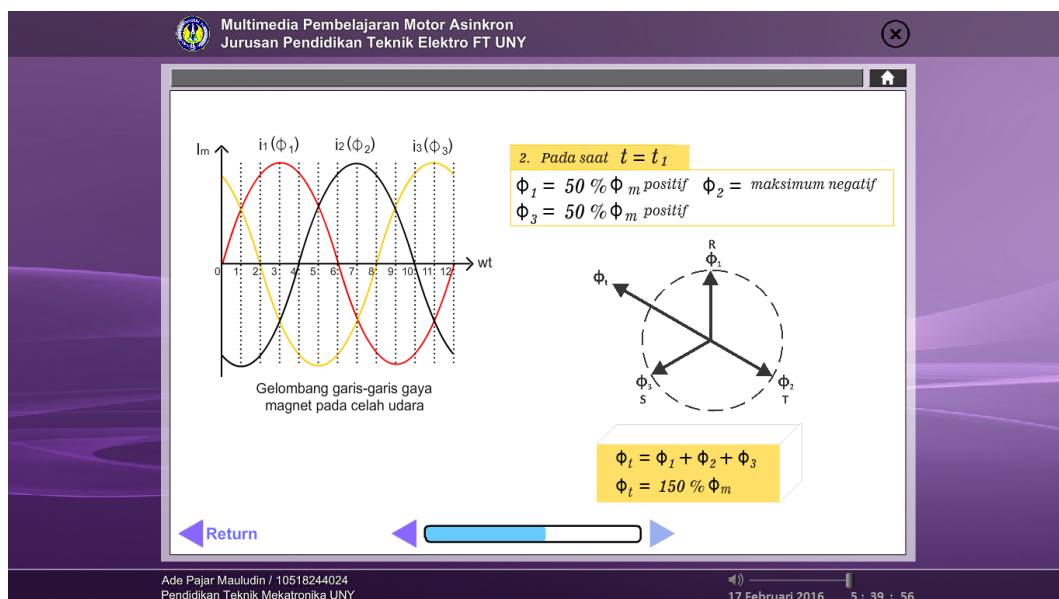 Multimedia Pembelajaran Motor Asinkron
Jurusan Pendidikan Teknik Elektro FT UNY
Im i1(Φ1) i2(Φ2) i3(Φ3)
0 1 2 3 4 5 6 7 8 9 10 11 12 wt
Gelombang garis-garis gaya
magnet pada celah udara
2. Pada saat t = t1
Φ1 = 50 % Φm positif Φ2 = maksimum negatif
Φ3 = 50 % Φm positif
R
Φ1
Φt
Φ3 Φ2
S T
Φt = Φ1 + Φ2 + Φ3
Φt = 150 % Φm
Return
Ade Pajar Mauludin / 10518244024
Pendidikan Teknik Mekatronika UNY
17 Februari 2016 5 : 39 : 56